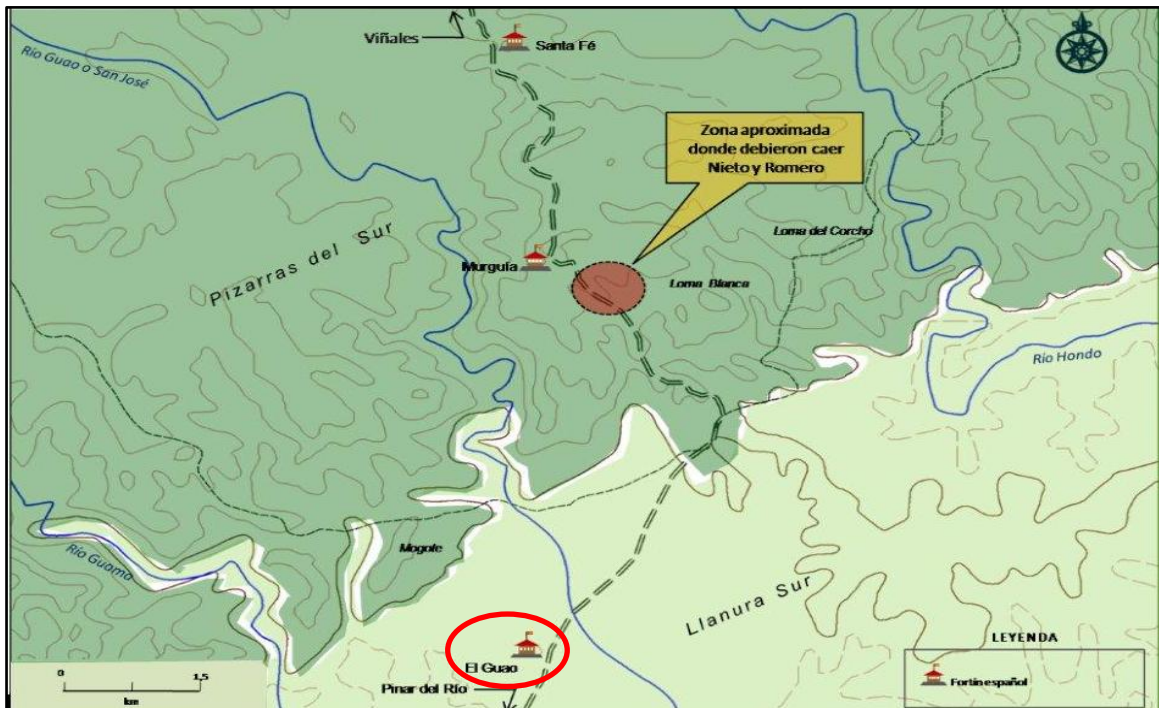 Viñales
Santa Fé
Río Guao o San José
Zona aproximada
donde debieron caer
Nieto y Romero
Loma del Corcho
Pizarras del Sur
Murguía
Loma Blanca
Río Hondo
Mogote
Río Guama
Llanura Sur
El Guao
LEYENDA
Fortín español
0
1,5
km
Pinar del Río